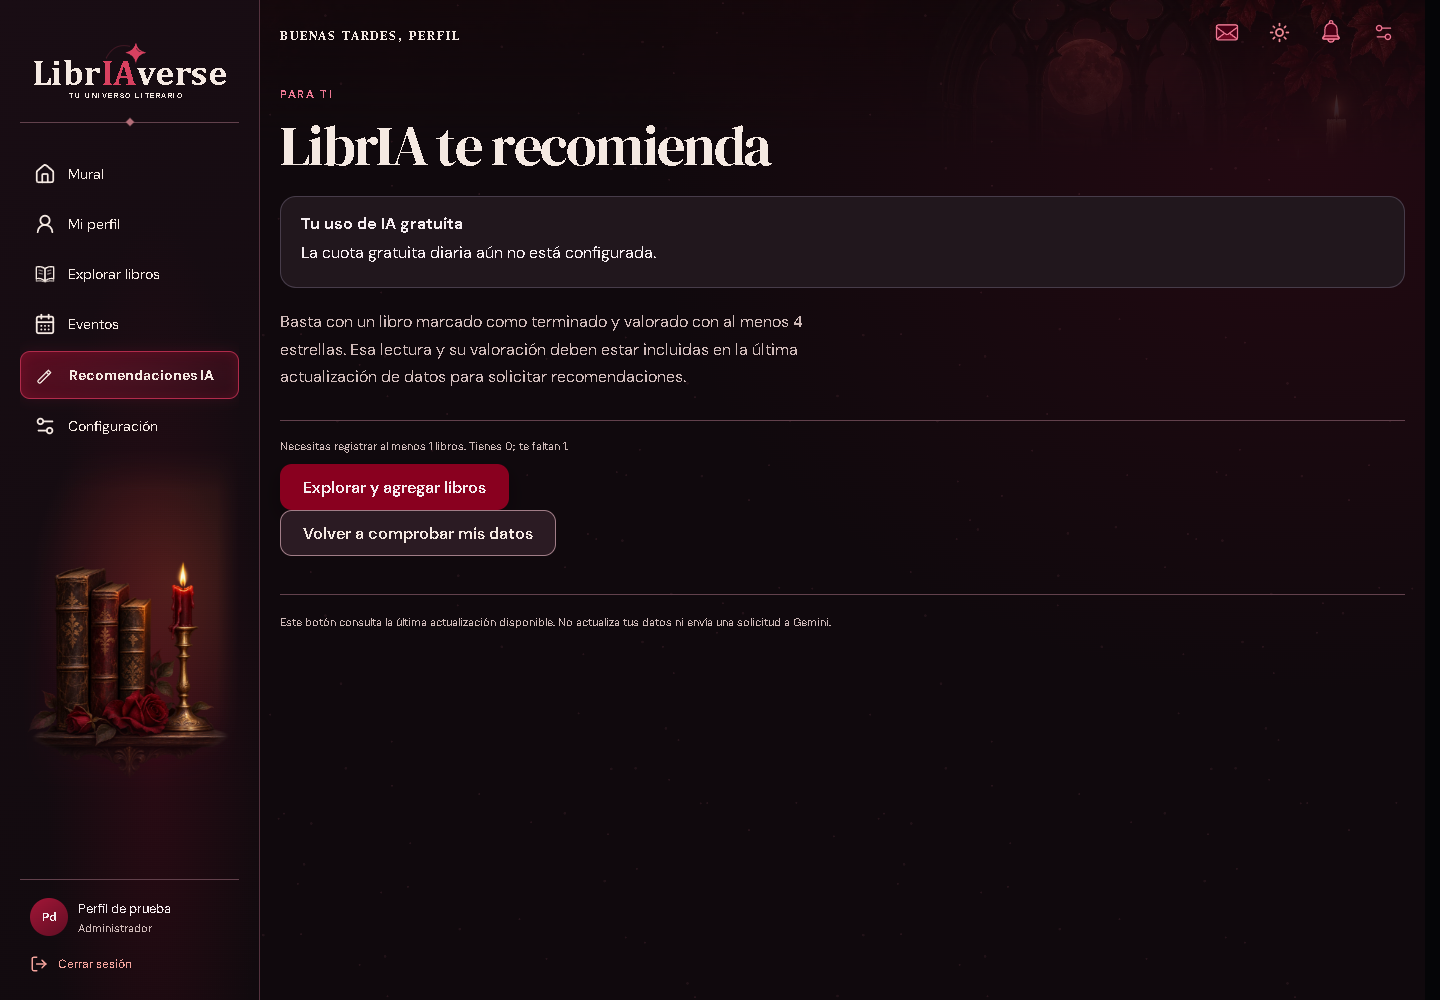 LibrIAverse
TU UNIVERSO LITERARIO
Mural
Mi perfil
Explorar libros
Eventos
Recomendaciones IA
Configuración
Pd
Perfil de prueba
Administrador
Cerrar sesión
BUENAS TARDES, PERFIL
PARA TI
LibrIA te recomienda
Tu uso de IA gratuita
La cuota gratuita diaria aún no está configurada.
Basta con un libro marcado como terminado y valorado con al menos 4
estrellas. Esa lectura y su valoración deben estar incluidas en la última
actualización de datos para solicitar recomendaciones.
Necesitas registrar al menos 1 libros. Tienes 0; te faltan 1.
Explorar y agregar libros
Volver a comprobar mis datos
Este botón consulta la última actualización disponible. No actualiza tus datos ni envía una solicitud a Gemini.